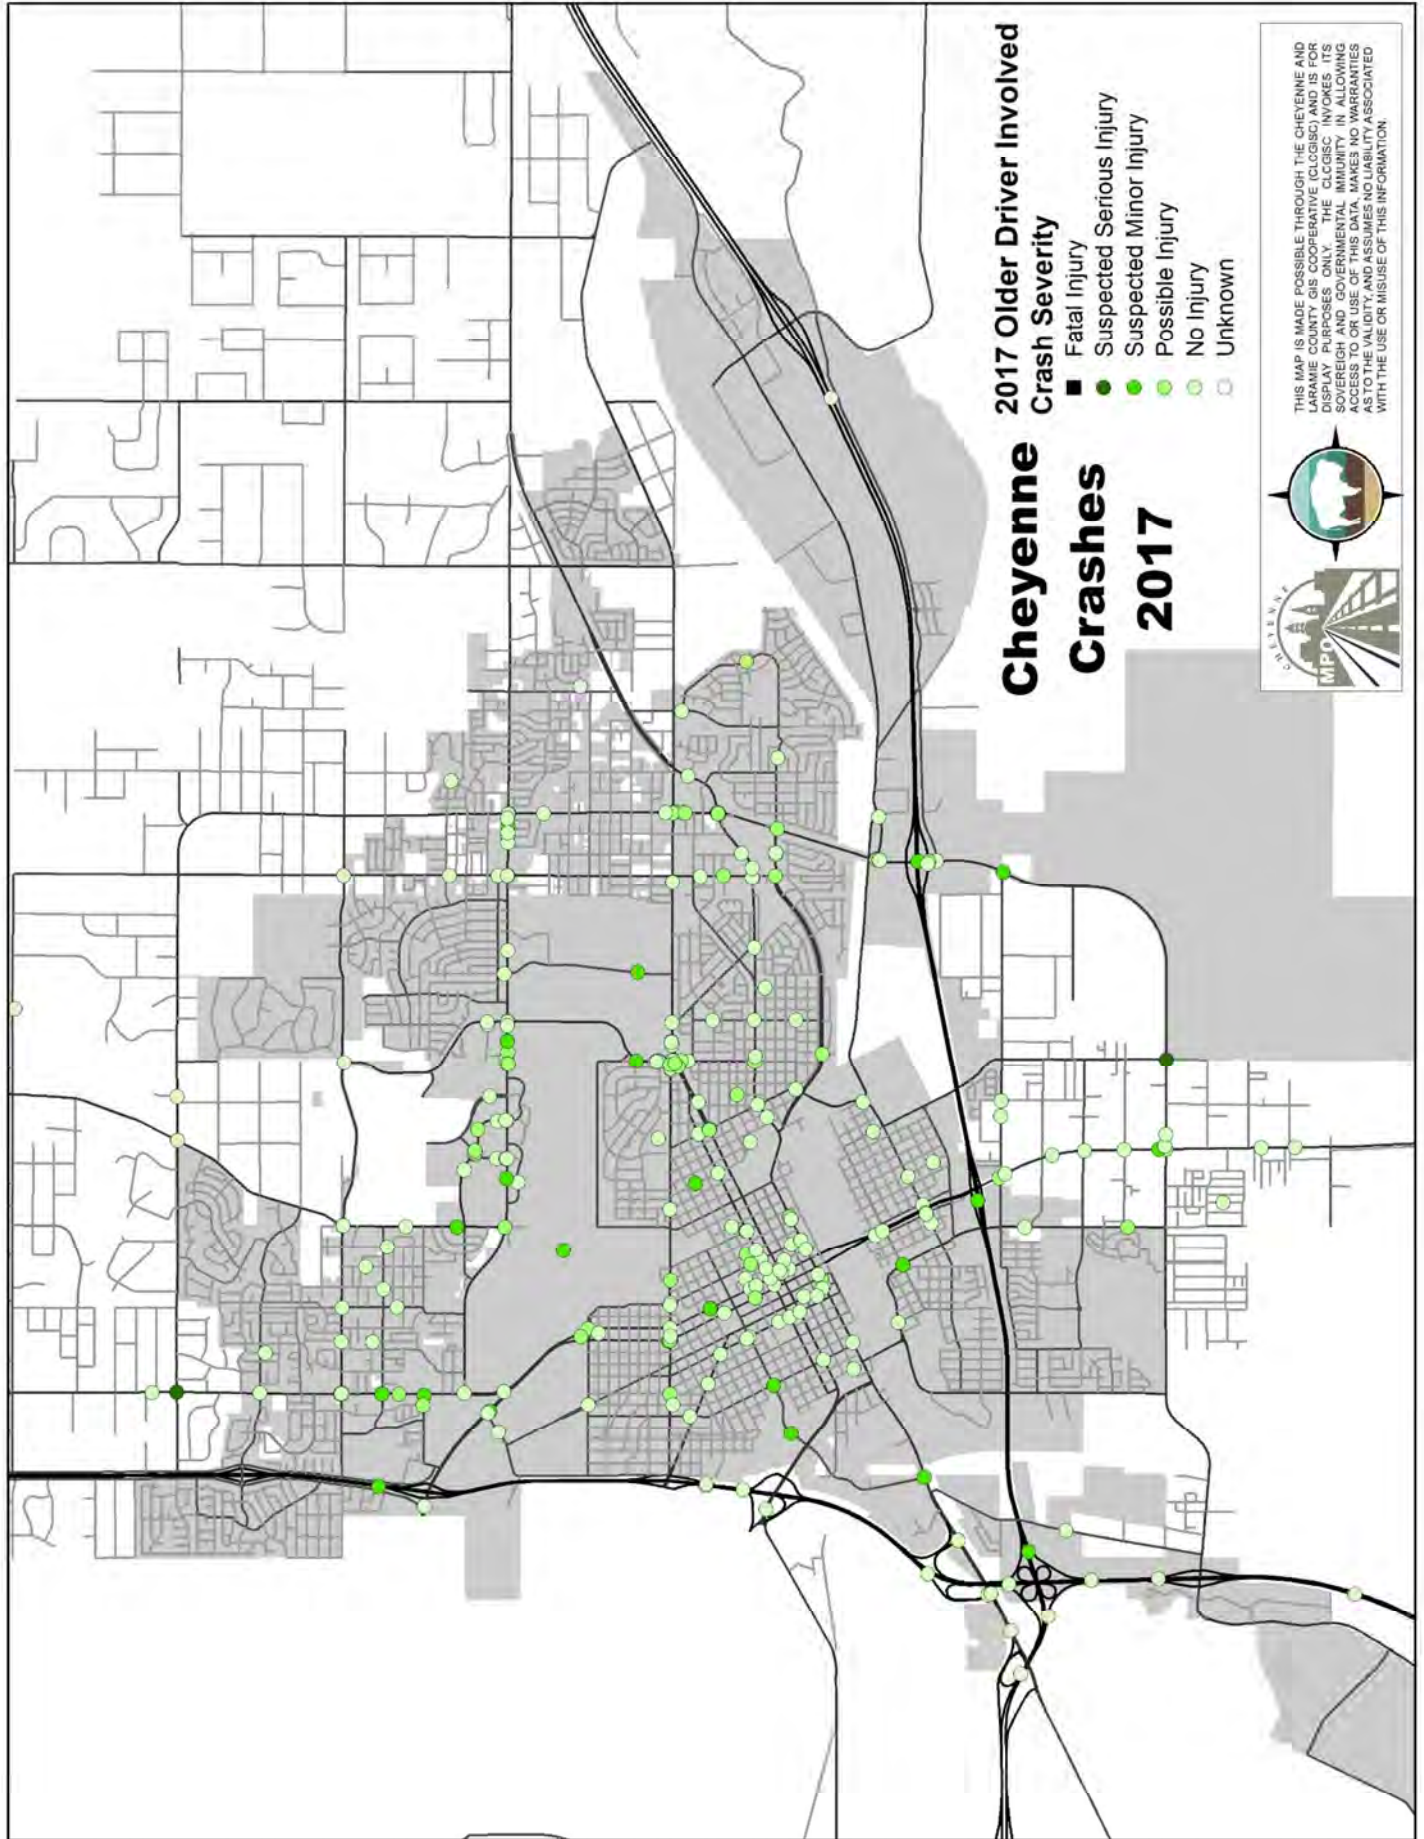 Cheyenne
Crashes
2017
2017 Older Driver Involved
Crash Severity
Fatal Injury
Suspected Serious Injury
Suspected Minor Injury
Possible Injury
No Injury
Unknown
CHEYENNE
MPO
THIS MAP IS MADE POSSIBLE THROUGH THE CHEYENNE AND
LARAMIE COUNTY GIS COOPERATIVE (CLCGISC) AND IS FOR
DISPLAY PURPOSES ONLY. THE CLCGISC INVOKES ITS
SOVEREIGH AND GOVERNMENTAL IMMUNITY IN ALLOWING
ACCESS TO OR USE OF THIS DATA, MAKES NO WARRANTIES
AS TO THE VALIDITY, AND ASSUMES NO LIABILITY ASSOCIATED
WITH THE USE OR MISUSE OF THIS INFORMATION.